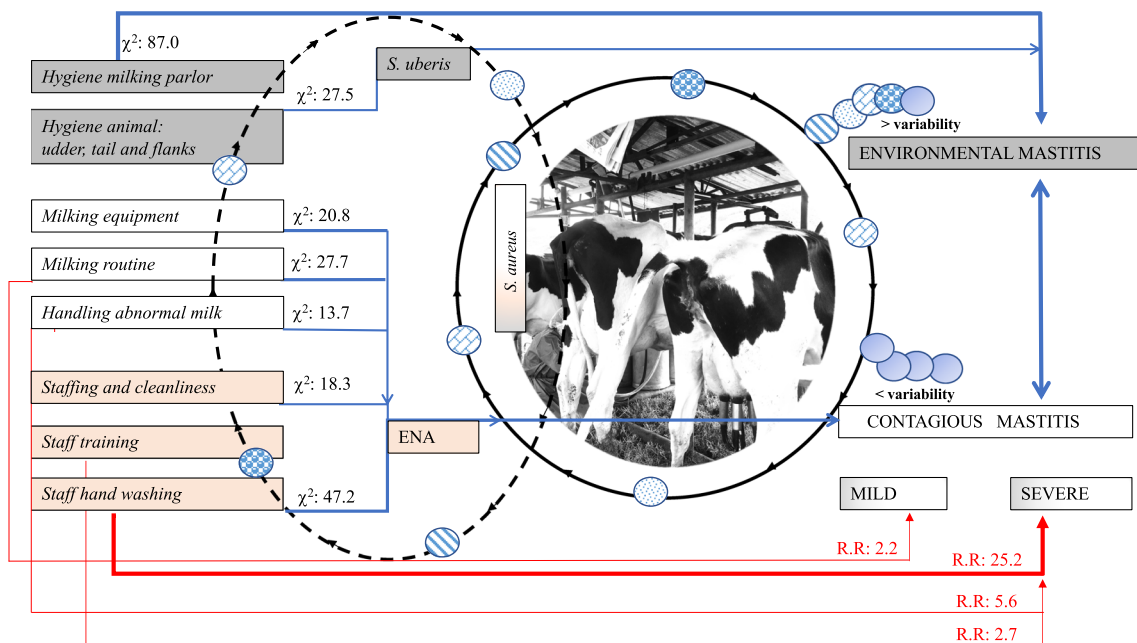 χ²: 87.0
Hygiene milking parlor
S. uberis
χ²: 27.5
Hygiene animal:
udder, tail and flanks
> variability
ENVIRONMENTAL MASTITIS
Milking equipment
χ²: 20.8
Milking routine
χ²: 27.7
S. aureus
Handling abnormal milk
χ²: 13.7
Staffing and cleanliness
χ²: 18.3
< variability
CONTAGIOUS MASTITIS
Staff training
ENA
Staff hand washing
χ²: 47.2
MILD
SEVERE
R.R: 2.2
R.R: 25.2
R.R: 5.6
R.R: 2.7